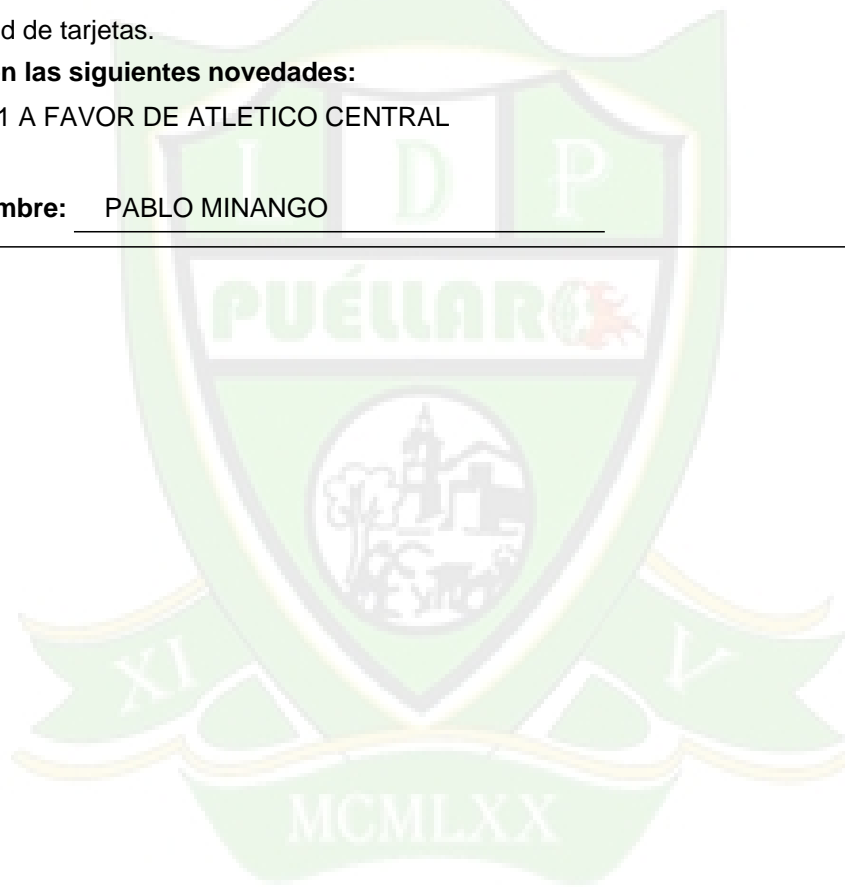 d de tarjetas.
n las siguientes novedades:
1 A FAVOR DE ATLETICO CENTRAL
mbre: PABLO MINANGO
I D P
PUÉLLARO
XI V
MCMLXX